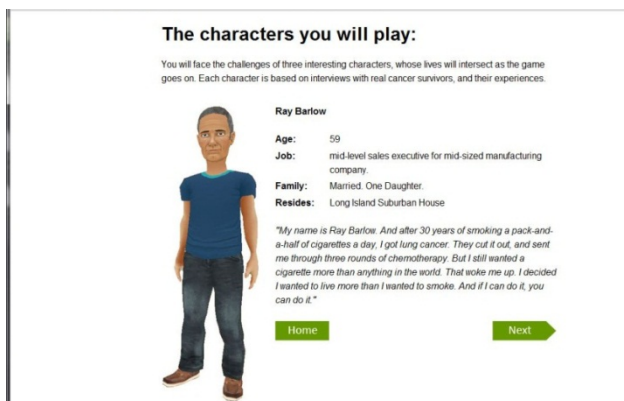 The characters you will play:
You will face the challenges of three interesting characters, whose lives will intersect as the game
goes on. Each character is based on interviews with real cancer survivors, and their experiences.
Ray Barlow
Age: 59
Job: mid-level sales executive for mid-sized manufacturing
company.
Family: Married. One Daughter.
Resides: Long Island Suburban House
"My name is Ray Barlow. And after 30 years of smoking a pack-and-
a-half of cigarettes a day, I got lung cancer. They cut it out, and sent
me through three rounds of chemotherapy. But I still wanted a
cigarette more than anything in the world. That woke me up. I decided
I wanted to live more than I wanted to smoke. And if I can do it, you
can do it."
Home
Next